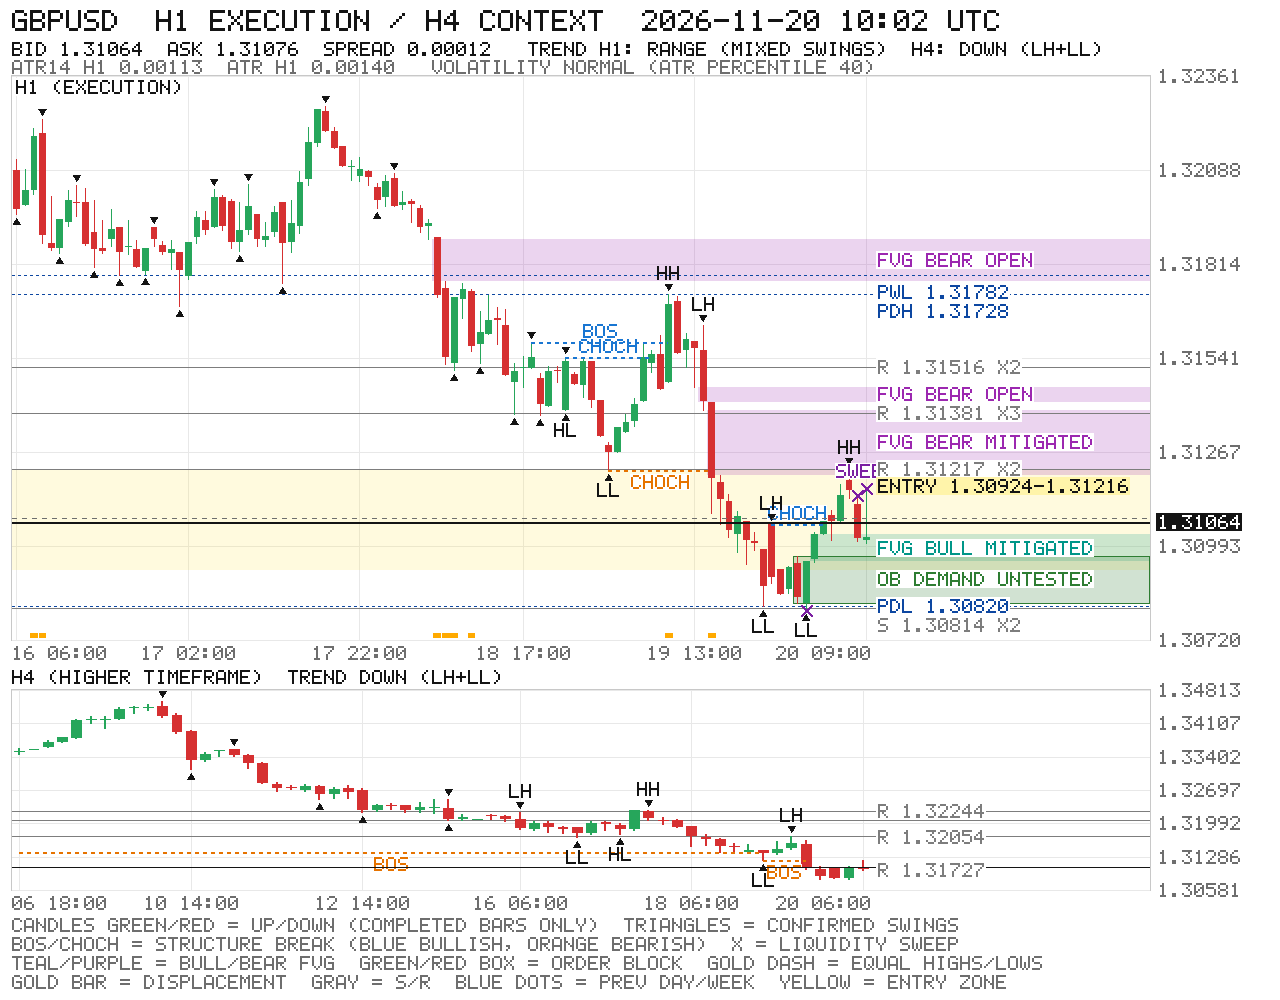 GBPUSD  H1 EXECUTION / H4 CONTEXT  2026-11-20 10:02 UTC
BID 1.31064  ASK 1.31076  SPREAD 0.00012  TREND H1: RANGE (MIXED SWINGS)  H4: DOWN (LH+LL)
ATR14 H1 0.00113  ATR H1 0.00140  VOLATILITY NORMAL (ATR PERCENTILE 40)
H1 (EXECUTION)
1.32361
1.32088
FVG BEAR OPEN
1.31814
HH
PWL 1.31782
LH
PDH 1.31728
BOS
CHOCH
1.31541
R 1.31516 X2
FVG BEAR OPEN
R 1.31381 X3
HL
FVG BEAR MITIGATED
HH
1.31267
R 1.31217 X2
CHOCH
LL
ENTRY 1.30924-1.31216
LH
CHOCH
1.31064
FVG BULL MITIGATED
1.30993
OB DEMAND UNTESTED
PDL 1.30820
LL
LL
S 1.30814 X2
1.30720
16 06:00
17 02:00
17 22:00
18 17:00
19 13:00
20 09:00
H4 (HIGHER TIMEFRAME)  TREND DOWN (LH+LL)
1.34813
1.34107
1.33402
1.32697
LH
HH
R 1.32244
LH
1.31992
R 1.32054
LL
HL
BOS
1.31286
R 1.31727
BOS
LL
1.30581
06 18:00
10 14:00
12 14:00
16 06:00
18 06:00
20 06:00
CANDLES GREEN/RED = UP/DOWN (COMPLETED BARS ONLY)  TRIANGLES = CONFIRMED SWINGS
BOS/CHOCH = STRUCTURE BREAK (BLUE BULLISH, ORANGE BEARISH)  X = LIQUIDITY SWEEP
TEAL/PURPLE = BULL/BEAR FVG  GREEN/RED BOX = ORDER BLOCK  GOLD DASH = EQUAL HIGHS/LOWS
GOLD BAR = DISPLACEMENT  GRAY = S/R  BLUE DOTS = PREV DAY/WEEK  YELLOW = ENTRY ZONE